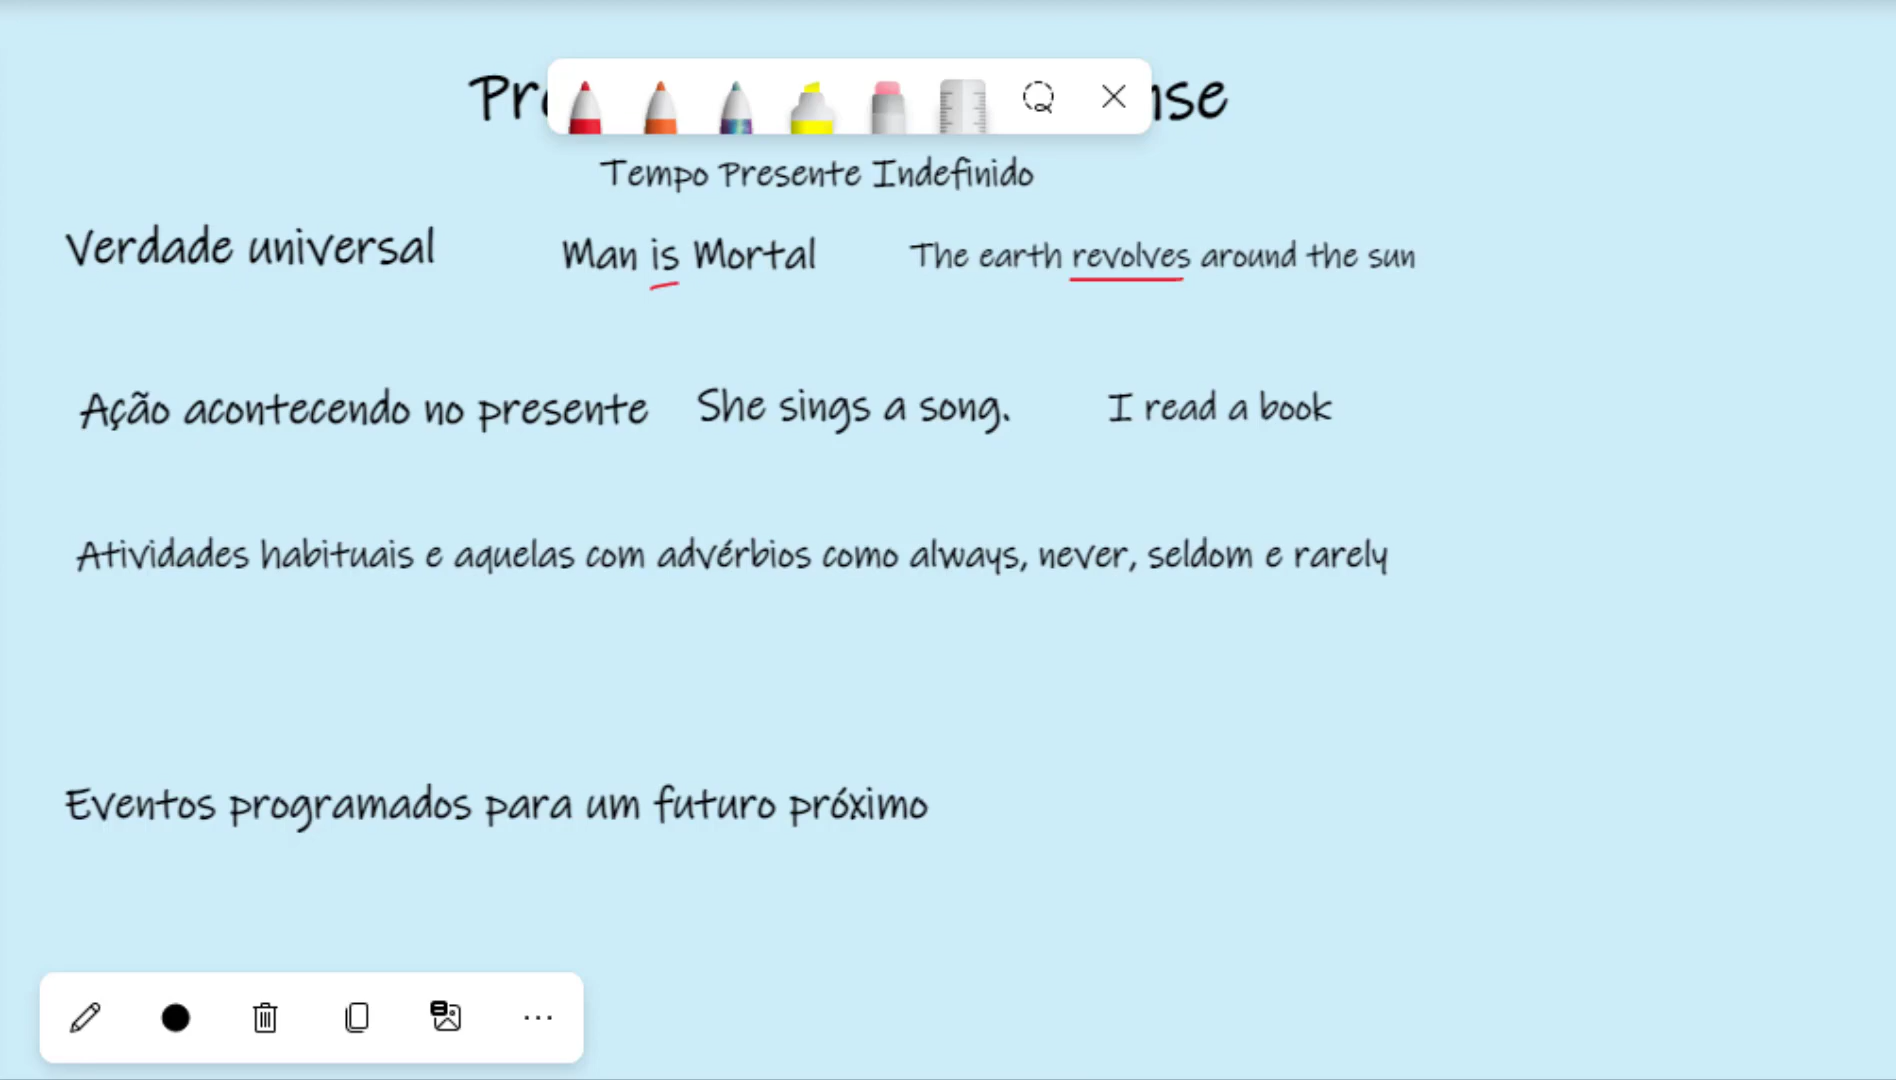 nse
Tempo Presente Indefinido
Verdade universal Man is Mortal The earth revolves around the sun
Ação acontecendo no presente She sings a song. I read a book
Atividades habituais e aquelas com advérbios como always, never, seldom e rarely
Eventos programados para um futuro próximo